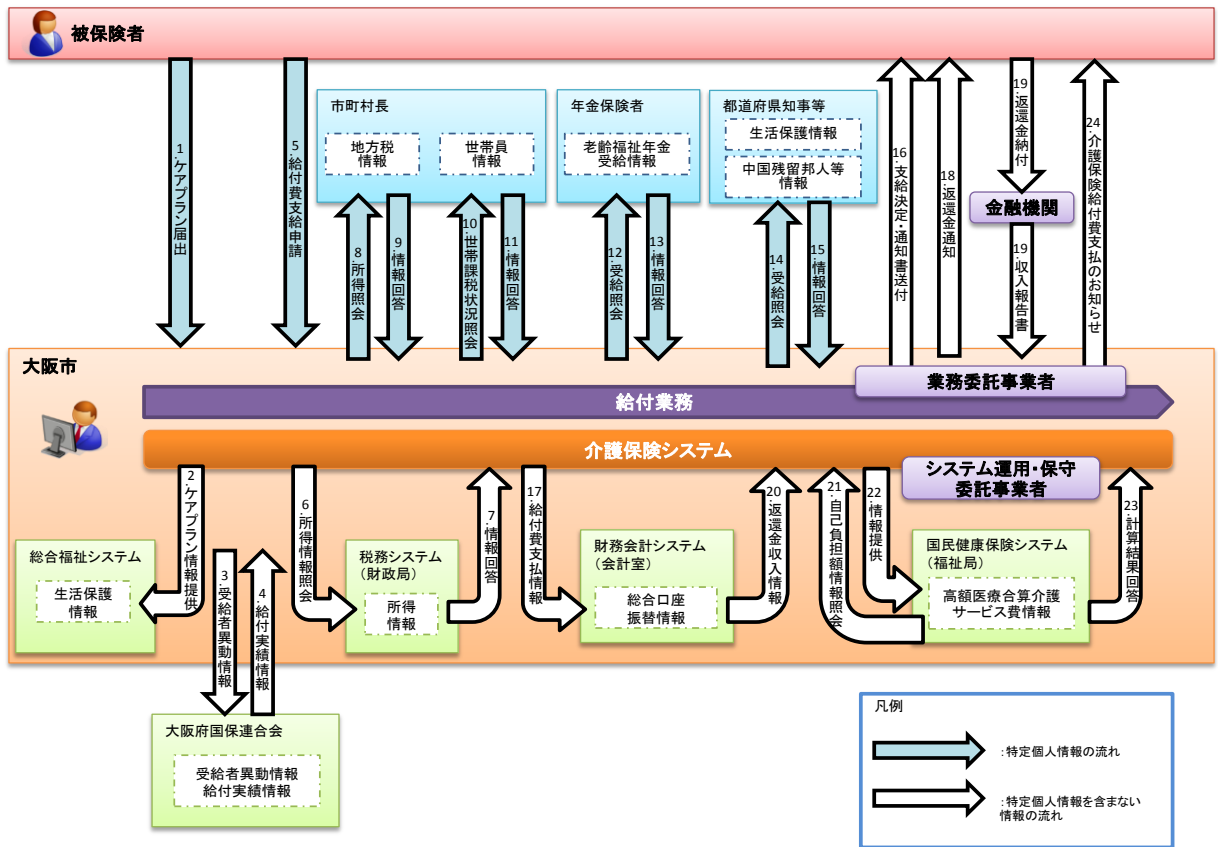 被保険者
1.ケアプラン届出
5.給付費支給申請
市町村長
地方税
情報
世帯員
情報
年金保険者
老齢福祉年金
受給情報
都道府県知事等
生活保護情報
中国残留邦人等
情報
8.所得照会
9.情報回答
10.世帯課税状況照会
11.情報回答
12.受給照会
13.情報回答
14.受給照会
15.情報回答
16.支給決定・通知書送付
18.返還金通知
19.返還金納付
金融機関
19.収入報告書
24.介護保険給付費支払のお知らせ
大阪市
業務委託事業者
給付業務
介護保険システム
システム運用・保守
委託事業者
2.ケアプラン情報提供
3.受給者異動情報
4.給付実績情報
6.所得情報照会
7.情報回答
17.給付費支払情報
20.返還金収入情報
21.自己負担額情報照会
22.情報提供
23.計算結果回答
総合福祉システム
生活保護
情報
税務システム
(財政局)
所得
情報
財務会計システム
(会計室)
総合口座
振替情報
国民健康保険システム
(福祉局)
高額医療合算介護
サービス費情報
大阪府国保連合会
受給者異動情報
給付実績情報
凡例
:特定個人情報の流れ
:特定個人情報を含まない
情報の流れ